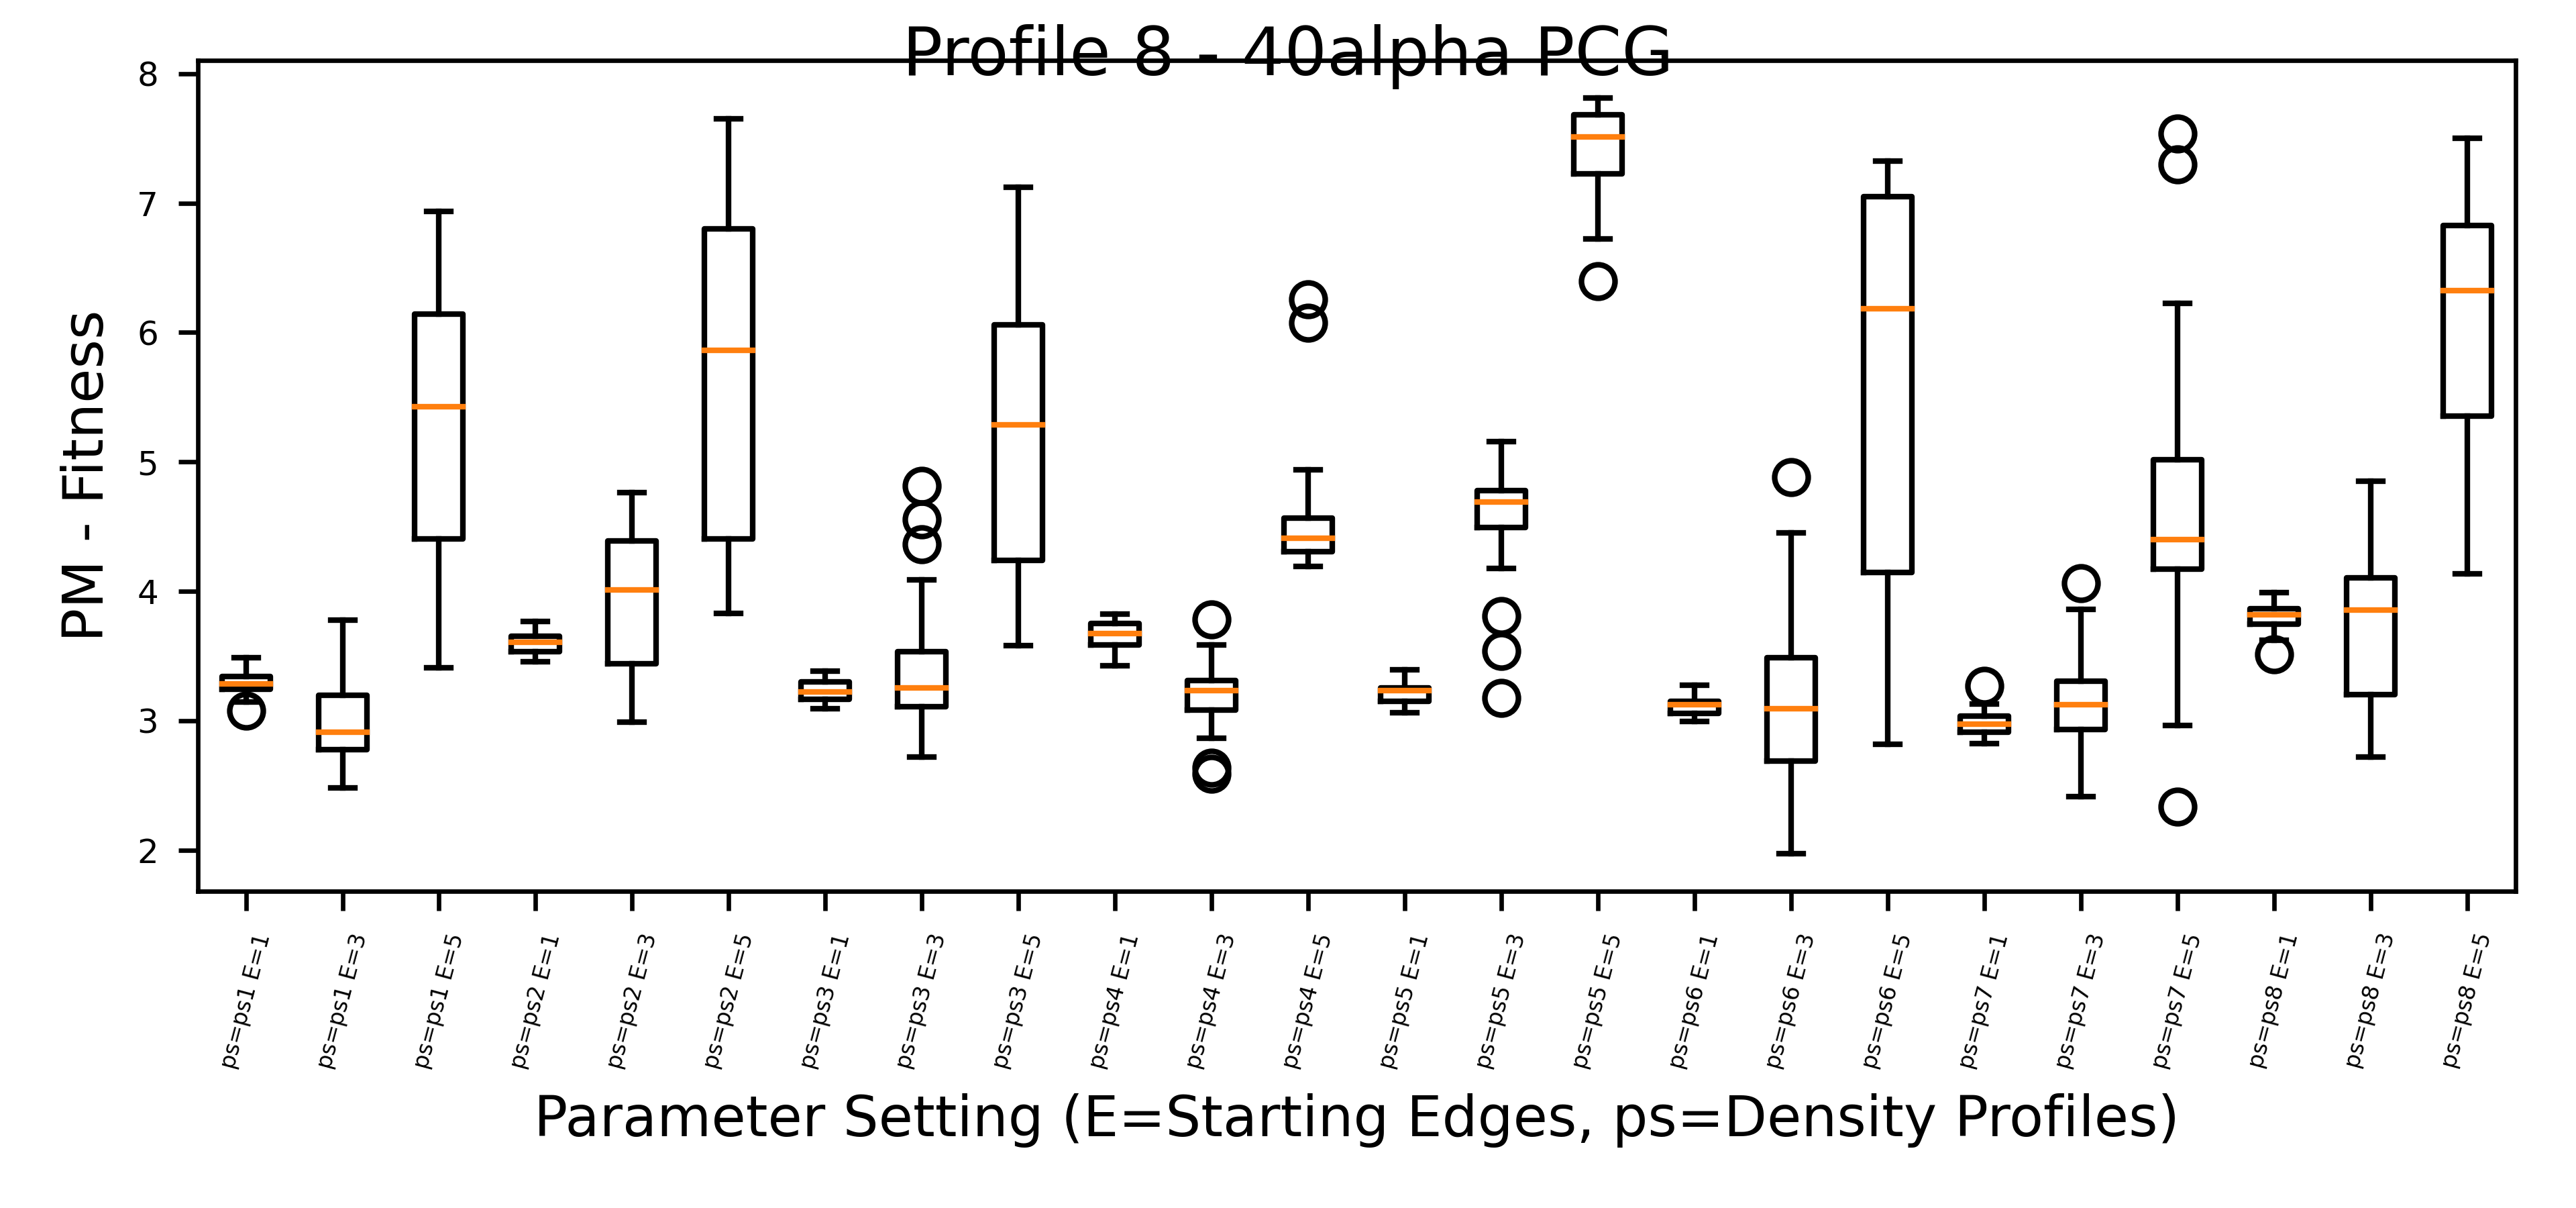 Profile 8 - 40alpha PCG
PM - Fitness
8
7
6
5
4
3
2
ps=ps1 E=1
ps=ps1 E=3
ps=ps1 E=5
ps=ps2 E=1
ps=ps2 E=3
ps=ps2 E=5
ps=ps3 E=1
ps=ps3 E=3
ps=ps3 E=5
ps=ps4 E=1
ps=ps4 E=3
ps=ps4 E=5
ps=ps5 E=1
ps=ps5 E=3
ps=ps5 E=5
ps=ps6 E=1
ps=ps6 E=3
ps=ps6 E=5
ps=ps7 E=1
ps=ps7 E=3
ps=ps7 E=5
ps=ps8 E=1
ps=ps8 E=3
ps=ps8 E=5
Parameter Setting (E=Starting Edges, ps=Density Profiles)